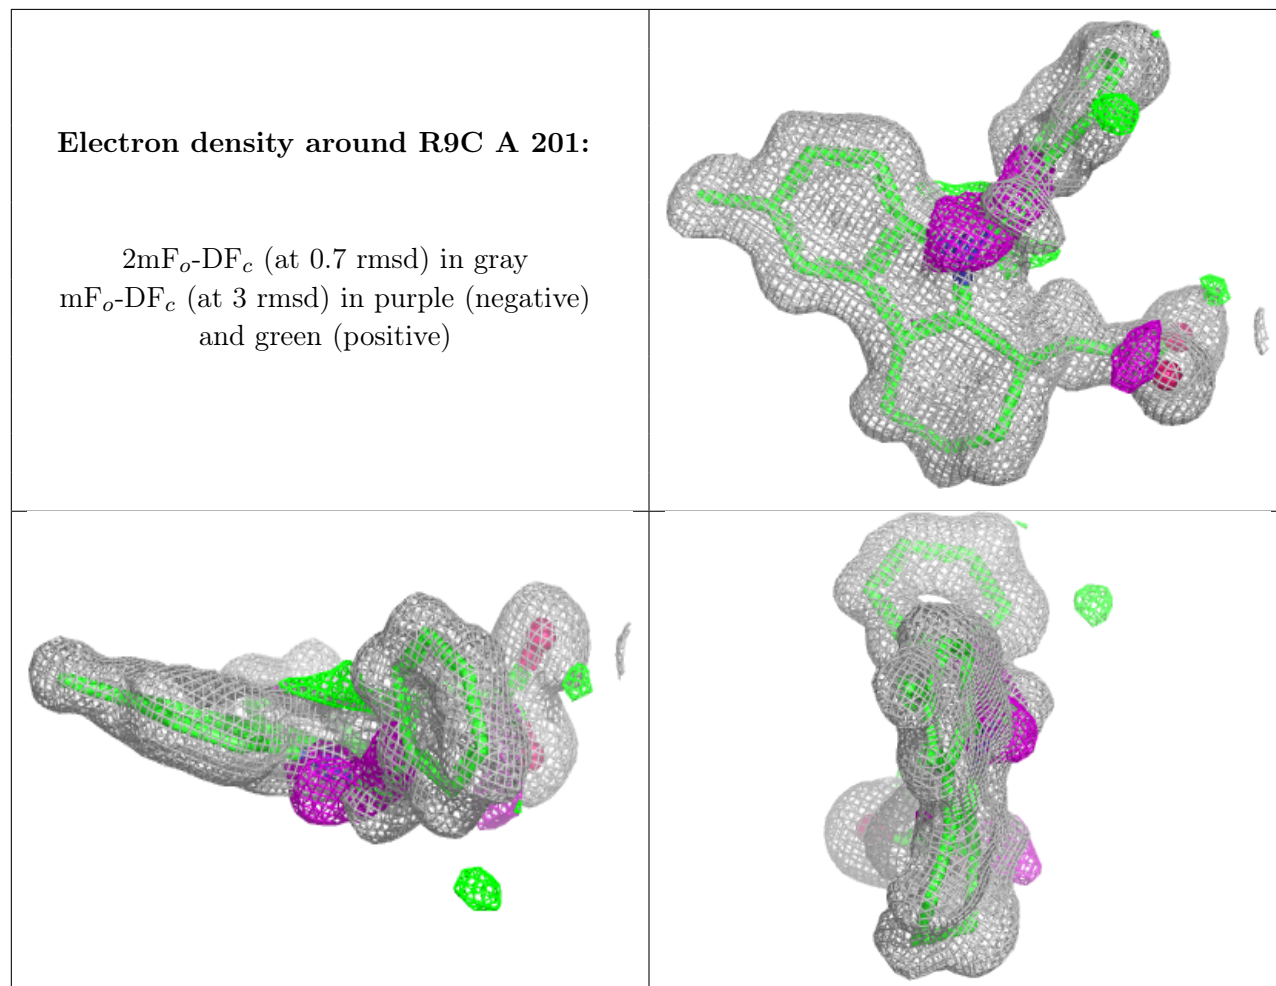 Electron density around R9C A 201:
2mFo-DFc (at 0.7 rmsd) in gray
mFo-DFc (at 3 rmsd) in purple (negative)
and green (positive)